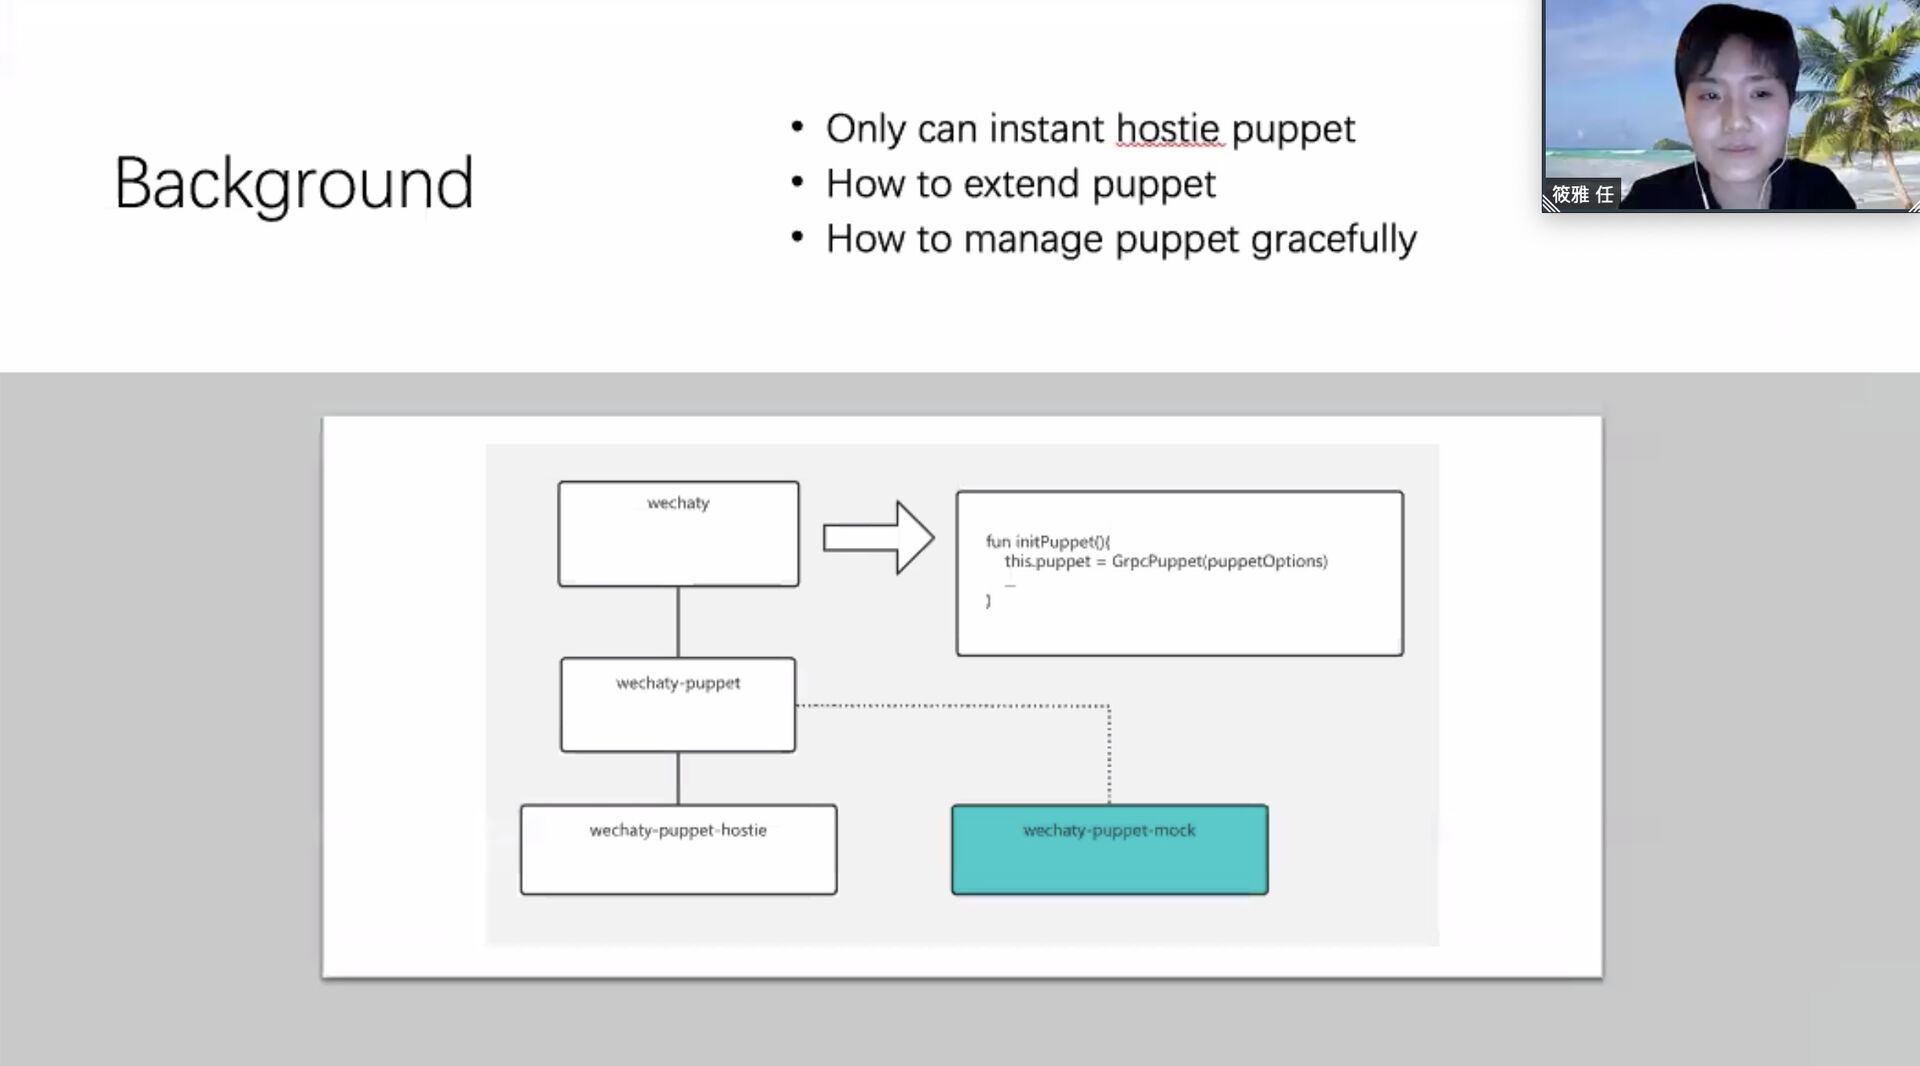 Background
• Only can instant hostie puppet
• How to extend puppet
• How to manage puppet gracefully
筱雅 任
wechaty
fun initPuppet(){
this.puppet = GrpcPuppet(puppetOptions)
_
}
wechaty-puppet
wechaty-puppet-hostie
wechaty-puppet-mock